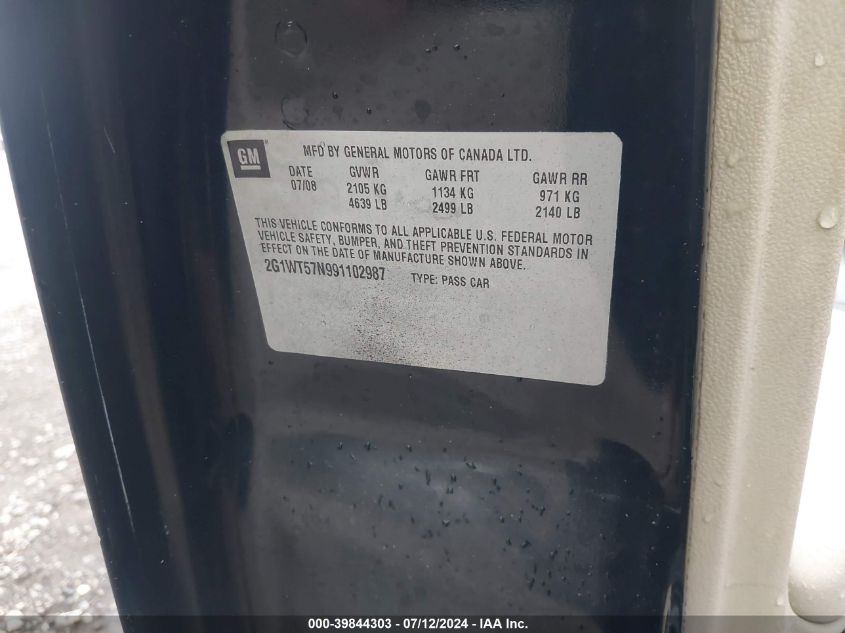 GM
MFD BY GENERAL MOTORS OF CANADA LTD.
DATE GVWR GAWR FRT GAWR RR
07/08 2105 KG 1134 KG 971 KG
4639 LB 2499 LB 2140 LB
THIS VEHICLE CONFORMS TO ALL APPLICABLE U.S. FEDERAL MOTOR
VEHICLE SAFETY, BUMPER, AND THEFT PREVENTION STANDARDS IN
EFFECT ON THE DATE OF MANUFACTURE SHOWN ABOVE.
2G1WT57N991102987 TYPE: PASS CAR
000-39844303 - 07/12/2024 - IAA Inc.